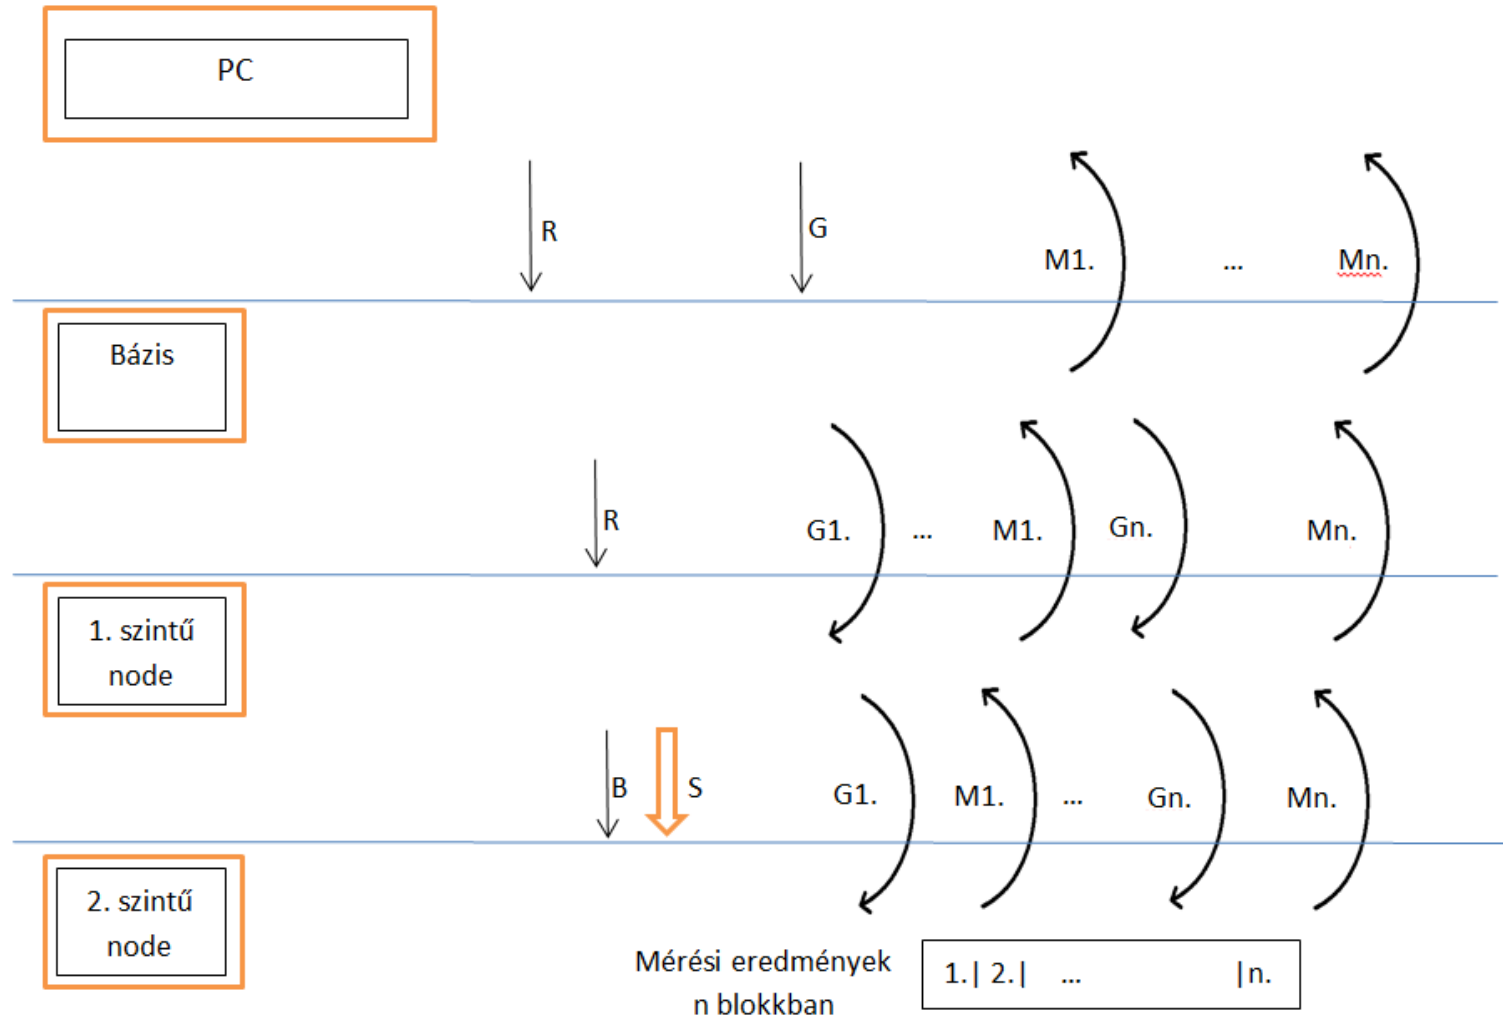 PC
R
G
M1.
...
Mn.
Bázis
R
G1.
...
M1.
Gn.
Mn.
1. szintű
node
B
S
G1.
M1.
...
Gn.
Mn.
2. szintű
node
Mérési eredmények
n blokkban
1.| 2.| ... |n.